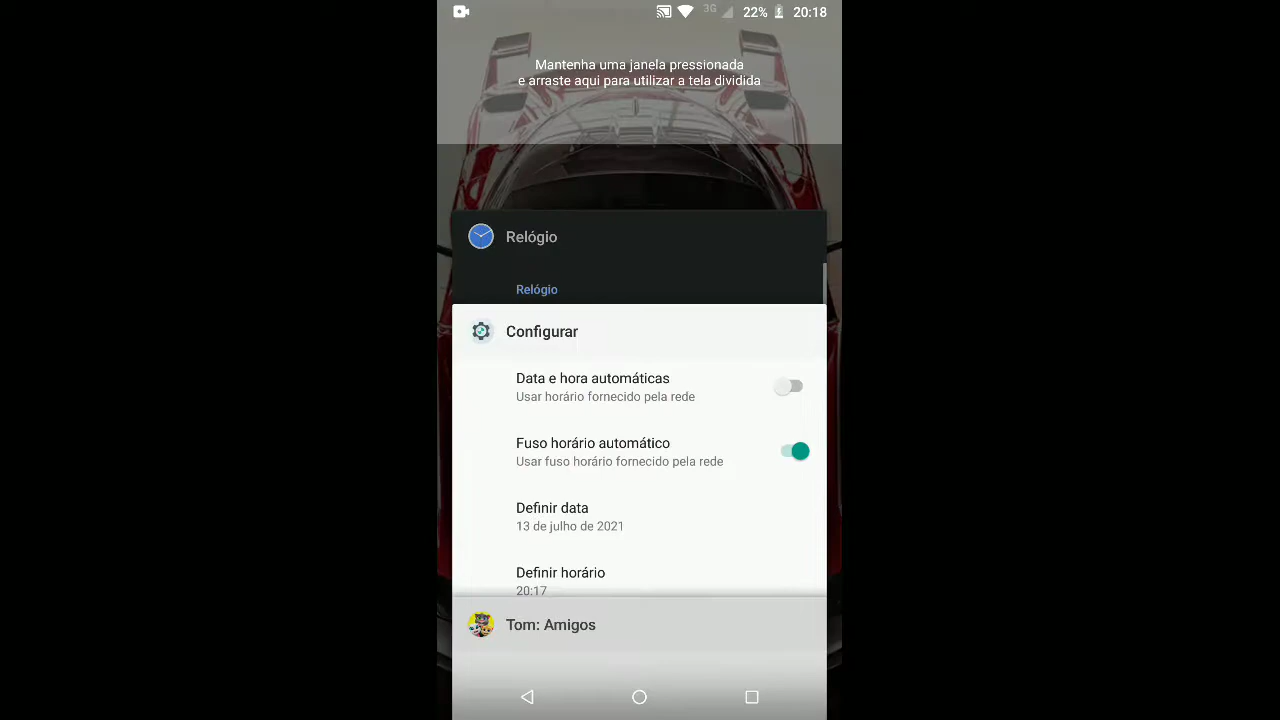 3G 22% 20:18
Mantenha uma janela pressionada
e arraste aqui para utilizar a tela dividida
Relógio
Relógio
Configurar
Data e hora automáticas
Usar horário fornecido pela rede
Fuso horário automático
Usar fuso horário fornecido pela rede
Definir data
13 de julho de 2021
Definir horário
20:17
Tom: Amigos